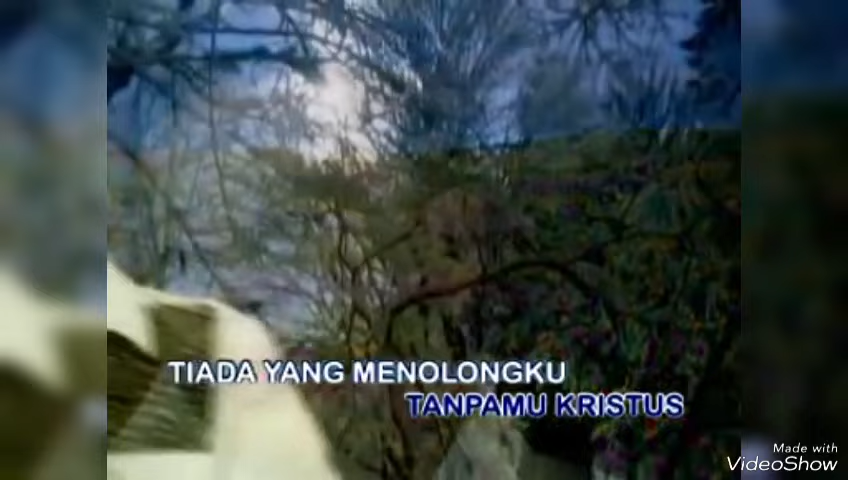 TIADA YANG MENOLONGKU
TANPAMU KRISTUS
Made with
VideoShow